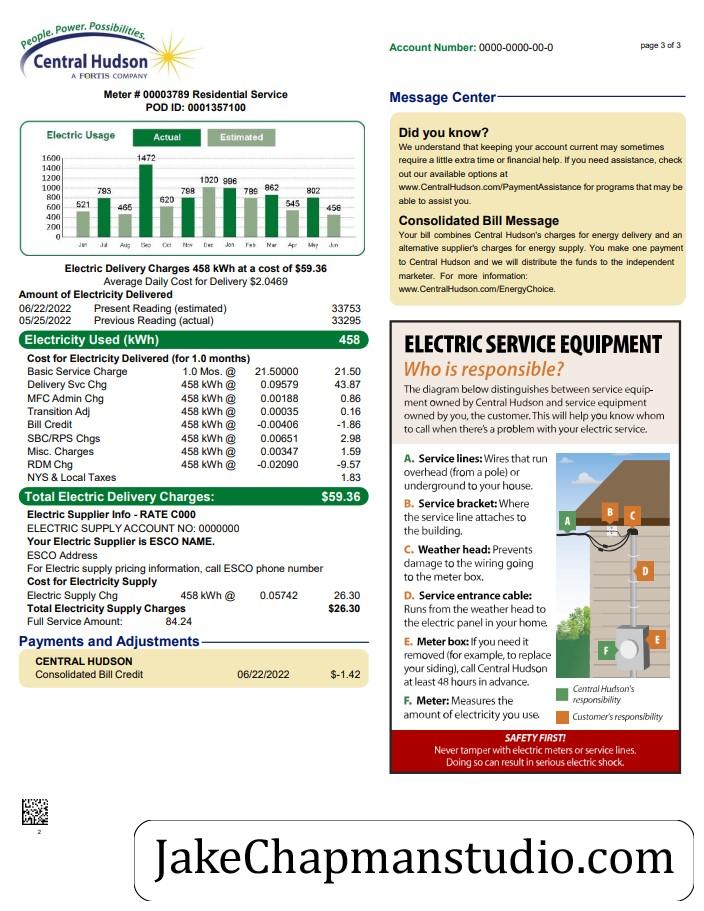 People. Power. Possibilities.
Central Hudson
A FORTIS COMPANY
Account Number: 0000-0000-00-0
page 3 of 3
Meter # 00003789 Residential Service
POD ID: 0001357100
Electric Usage Actual Estimated
1600
1400
1200
1000
800
600
400
200
0
521 793 465 1472 620 798 1020 996 789 862 545 802 458
Jun Jul Aug Sep Oct Nov Dec Jan Feb Mar Apr May Jun
Electric Delivery Charges 458 kWh at a cost of $59.36
Average Daily Cost for Delivery $2.0469
Amount of Electricity Delivered
06/22/2022 Present Reading (estimated) 33753
05/25/2022 Previous Reading (actual) 33295
Electricity Used (kWh) 458
Cost for Electricity Delivered (for 1.0 months)
Basic Service Charge 1.0 Mos. @ 21.50000 21.50
Delivery Svc Chg 458 kWh @ 0.09579 43.87
MFC Admin Chg 458 kWh @ 0.00188 0.86
Transition Adj 458 kWh @ 0.00035 0.16
Bill Credit 458 kWh @ -0.00406 -1.86
SBC/RPS Chgs 458 kWh @ 0.00651 2.98
Misc. Charges 458 kWh @ 0.00347 1.59
RDM Chg 458 kWh @ -0.02090 -9.57
NYS & Local Taxes 1.83
Total Electric Delivery Charges: $59.36
Electric Supplier Info - RATE C000
ELECTRIC SUPPLY ACCOUNT NO: 0000000
Your Electric Supplier is ESCO NAME.
ESCO Address
For Electric supply pricing information, call ESCO phone number
Cost for Electricity Supply
Electric Supply Chg 458 kWh @ 0.05742 26.30
Total Electricity Supply Charges $26.30
Full Service Amount: 84.24
Payments and Adjustments
CENTRAL HUDSON
Consolidated Bill Credit 06/22/2022 $-1.42
Message Center
Did you know?
We understand that keeping your account current may sometimes
require a little extra time or financial help. If you need assistance, check
out our available options at
www.CentralHudson.com/PaymentAssistance for programs that may be
able to assist you.
Consolidated Bill Message
Your bill combines Central Hudson's charges for energy delivery and an
alternative supplier's charges for energy supply. You make one payment
to Central Hudson and we will distribute the funds to the independent
marketer. For more information:
www.CentralHudson.com/EnergyChoice.
ELECTRIC SERVICE EQUIPMENT
Who is responsible?
The diagram below distinguishes between service equip-
ment owned by Central Hudson and service equipment
owned by you, the customer. This will help you know whom
to call when there's a problem with your electric service.
A. Service lines: Wires that run
overhead (from a pole) or
underground to your house.
B. Service bracket: Where
the service line attaches to
the building.
C. Weather head: Prevents
damage to the wiring going
to the meter box.
D. Service entrance cable:
Runs from the weather head to
the electric panel in your home.
E. Meter box: If you need it
removed (for example, to replace
your siding), call Central Hudson
at least 48 hours in advance.
F. Meter: Measures the
amount of electricity you use.
A
B
C
D
E
F
Central Hudson's
responsibility
Customer's responsibility
SAFETY FIRST!
Never tamper with electric meters or service lines.
Doing so can result in serious electric shock.
2
JakeChapmanstudio.com